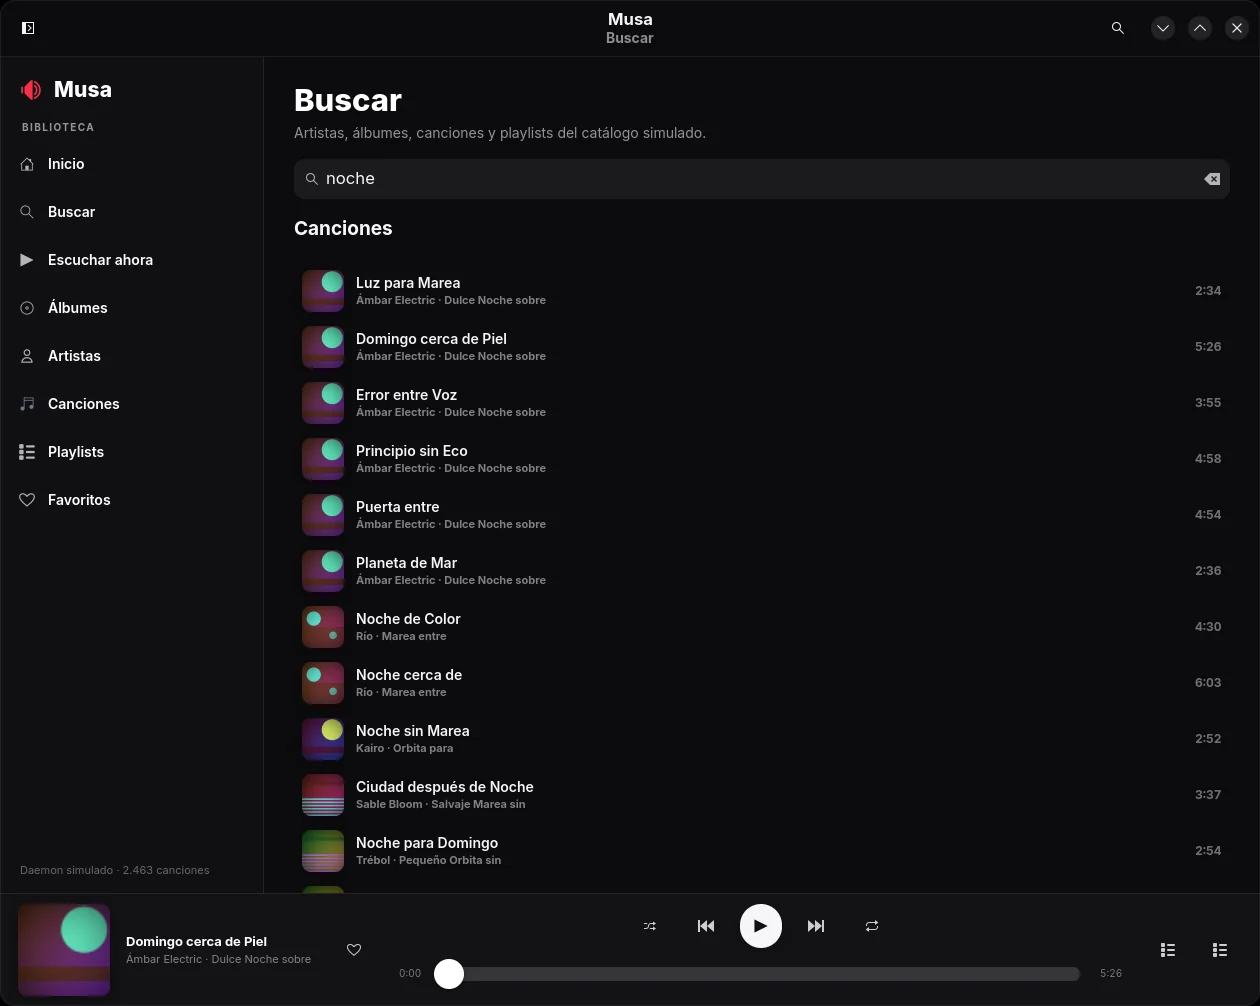 Musa
Buscar
Musa
BIBLIOTECA
Inicio
Buscar
Escuchar ahora
Álbumes
Artistas
Canciones
Playlists
Favoritos
Daemon simulado · 2.463 canciones
Buscar
Artistas, álbumes, canciones y playlists del catálogo simulado.
noche
Canciones
Luz para Marea
Ámbar Electric · Dulce Noche sobre
2:34
Domingo cerca de Piel
Ámbar Electric · Dulce Noche sobre
5:26
Error entre Voz
Ámbar Electric · Dulce Noche sobre
3:55
Principio sin Eco
Ámbar Electric · Dulce Noche sobre
4:58
Puerta entre
Ámbar Electric · Dulce Noche sobre
4:54
Planeta de Mar
Ámbar Electric · Dulce Noche sobre
2:36
Noche de Color
Río · Marea entre
4:30
Noche cerca de
Río · Marea entre
6:03
Noche sin Marea
Kairo · Orbita para
2:52
Ciudad después de Noche
Sable Bloom · Salvaje Marea sin
3:37
Noche para Domingo
Trébol · Pequeño Orbita sin
2:54
Domingo cerca de Piel
Ámbar Electric · Dulce Noche sobre
0:00
5:26